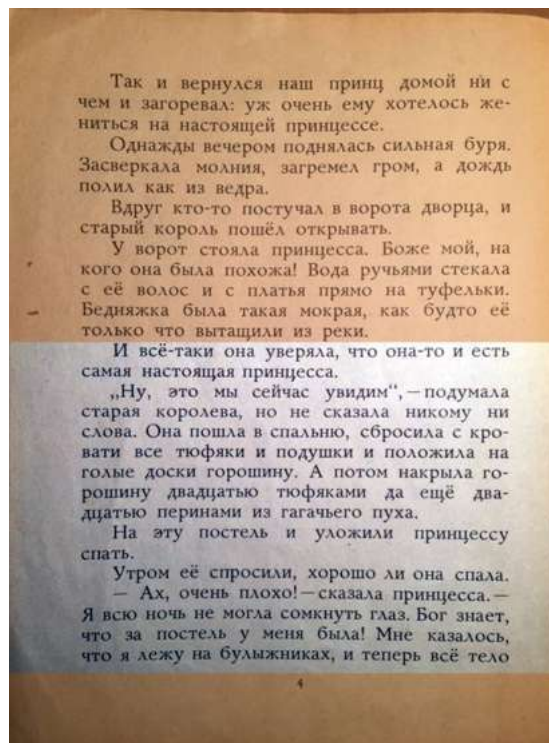 Так и вернулся наш принц домой ни с
чем и загоревал: уж очень ему хотелось же-
ниться на настоящей принцессе.
Однажды вечером поднялась сильная буря.
Засверкала молния, загремел гром, а дождь
полил как из ведра.
Вдруг кто-то постучал в ворота дворца, и
старый король пошёл открывать.
У ворот стояла принцесса. Боже мой, на
кого она была похожа! Вода ручьями стекала
с её волос и с платья прямо на туфельки.
Бедняжка была такая мокрая, как будто её
только что вытащили из реки.
И всё-таки она уверяла, что она-то и есть
самая настоящая принцесса.
„Ну, это мы сейчас увидим“, — подумала
старая королева, но не сказала никому ни
слова. Она пошла в спальню, сбросила с кро-
вати все тюфяки и подушки и положила на
голые доски горошину. А потом накрыла го-
рошину двадцатью тюфяками да ещё два-
дцатью перинами из гагачьего пуха.
На эту постель и уложили принцессу
спать.
Утром её спросили, хорошо ли она спала.
— Ах, очень плохо! — сказала принцесса. —
Я всю ночь не могла сомкнуть глаз. Бог знает,
что за постель у меня была! Мне казалось,
что я лежу на булыжниках, и теперь всё тело
4